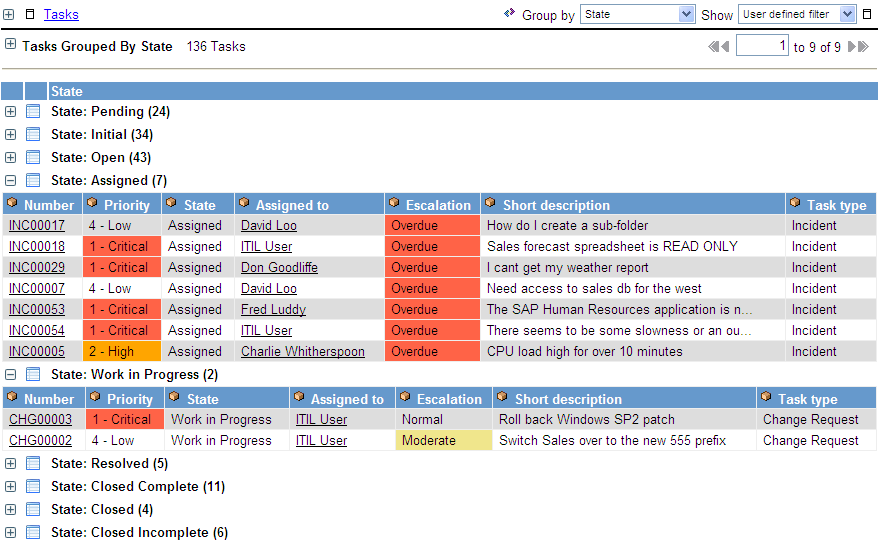 Tasks Group by State Show User defined filter
Tasks Grouped By State 136 Tasks 1 to 9 of 9
State
State: Pending (24)
State: Initial (34)
State: Open (43)
State: Assigned (7)
Number Priority State Assigned to Escalation Short description Task type
INC00017 4 - Low Assigned David Loo Overdue How do I create a sub-folder Incident
INC00018 1 - Critical Assigned ITIL User Overdue Sales forecast spreadsheet is READ ONLY Incident
INC00029 1 - Critical Assigned Don Goodliffe Overdue I cant get my weather report Incident
INC00007 4 - Low Assigned David Loo Overdue Need access to sales db for the west Incident
INC00053 1 - Critical Assigned Fred Luddy Overdue The SAP Human Resources application is n... Incident
INC00054 1 - Critical Assigned ITIL User Overdue There seems to be some slowness or an ou... Incident
INC00005 2 - High Assigned Charlie Whitherspoon Overdue CPU load high for over 10 minutes Incident
State: Work in Progress (2)
Number Priority State Assigned to Escalation Short description Task type
CHG00003 1 - Critical Work in Progress ITIL User Normal Roll back Windows SP2 patch Change Request
CHG00002 4 - Low Work in Progress ITIL User Moderate Switch Sales over to the new 555 prefix Change Request
State: Resolved (5)
State: Closed Complete (11)
State: Closed (4)
State: Closed Incomplete (6)